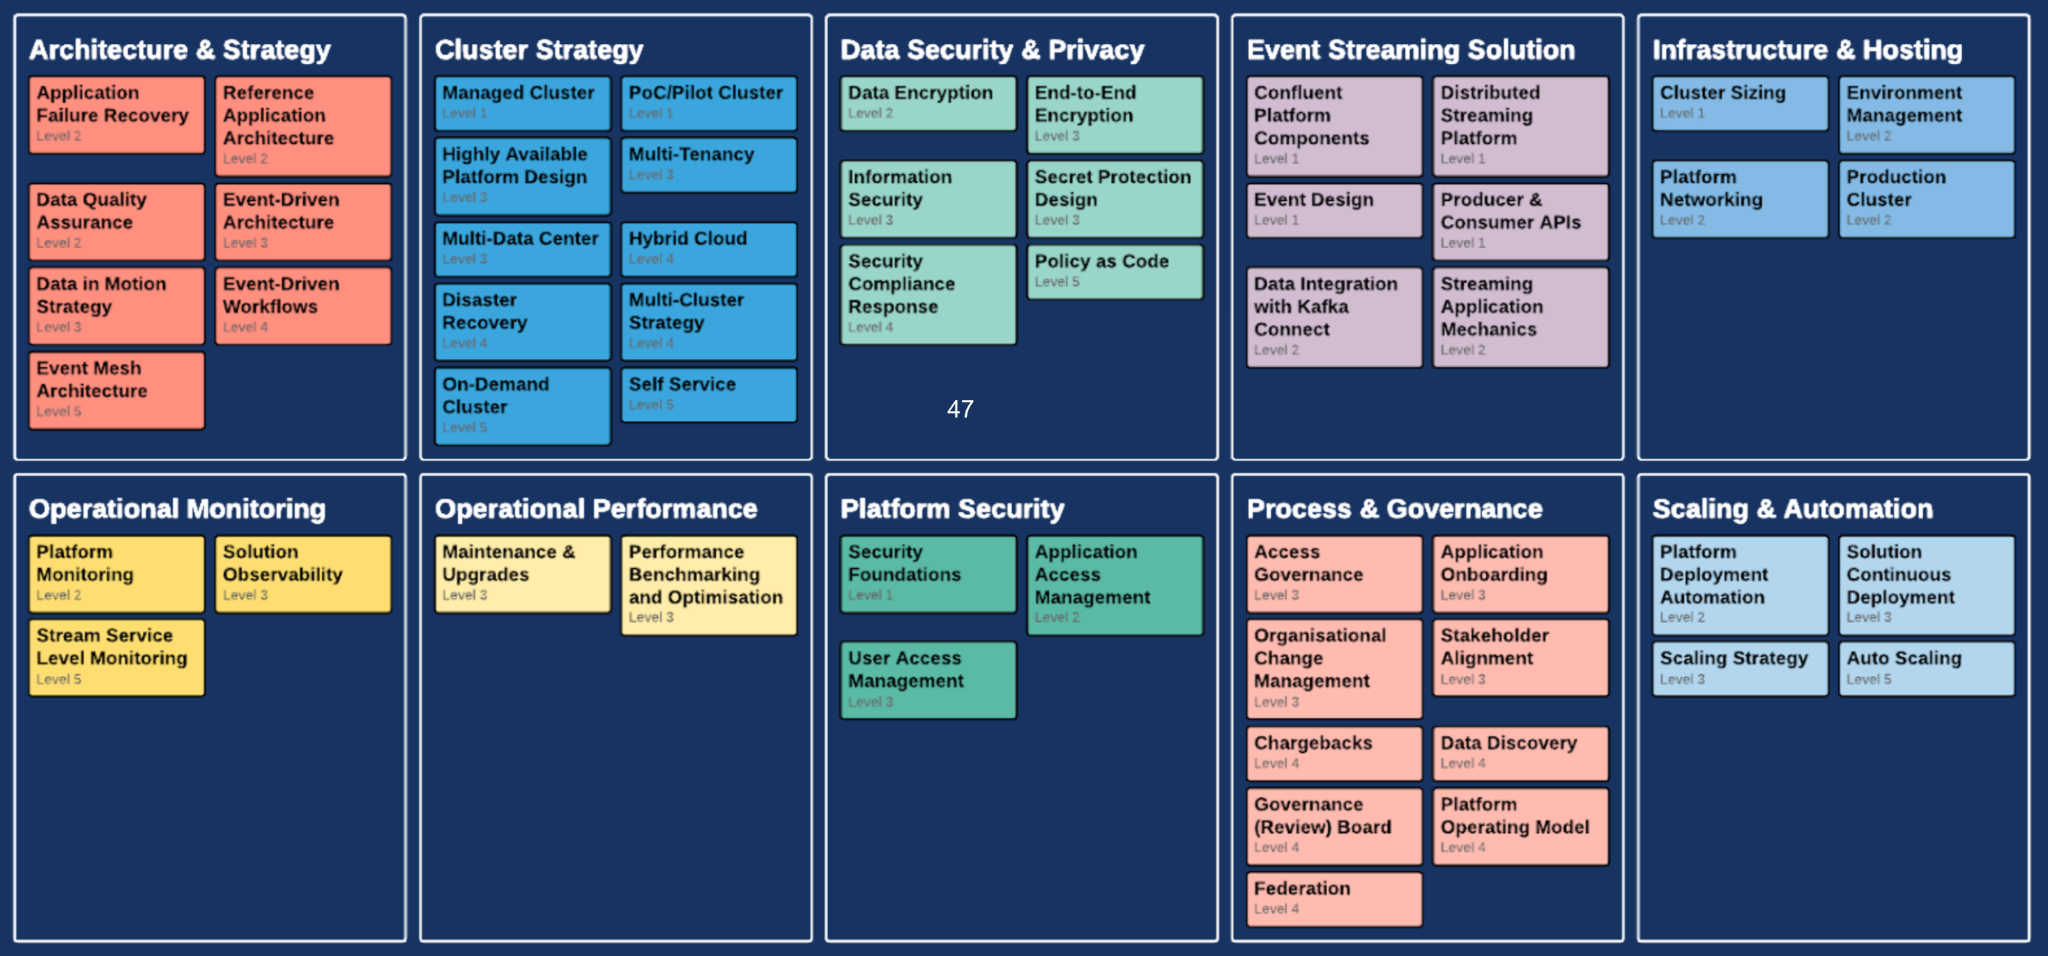 Architecture & Strategy
Application
Failure Recovery
Level 2
Reference
Application
Architecture
Level 2
Data Quality
Assurance
Level 2
Event-Driven
Architecture
Level 3
Data in Motion
Strategy
Level 3
Event-Driven
Workflows
Level 4
Event Mesh
Architecture
Level 5
Cluster Strategy
Managed Cluster
Level 1
PoC/Pilot Cluster
Level 1
Highly Available
Platform Design
Level 3
Multi-Tenancy
Level 3
Multi-Data Center
Level 3
Hybrid Cloud
Level 4
Disaster
Recovery
Level 4
Multi-Cluster
Strategy
Level 4
On-Demand
Cluster
Level 5
Self Service
Level 5
Data Security & Privacy
Data Encryption
Level 2
End-to-End
Encryption
Level 3
Information
Security
Level 3
Secret Protection
Design
Level 3
Security
Compliance
Response
Level 4
Policy as Code
Level 5
47
Event Streaming Solution
Confluent
Platform
Components
Level 1
Distributed
Streaming
Platform
Level 1
Event Design
Level 1
Producer &
Consumer APIs
Level 1
Data Integration
with Kafka
Connect
Level 2
Streaming
Application
Mechanics
Level 2
Infrastructure & Hosting
Cluster Sizing
Level 1
Environment
Management
Level 2
Platform
Networking
Level 2
Production
Cluster
Level 2
Operational Monitoring
Platform
Monitoring
Level 2
Solution
Observability
Level 3
Stream Service
Level Monitoring
Level 5
Operational Performance
Maintenance &
Upgrades
Level 3
Performance
Benchmarking
and Optimisation
Level 3
Platform Security
Security
Foundations
Level 1
Application
Access
Management
Level 2
User Access
Management
Level 3
Process & Governance
Access
Governance
Level 3
Application
Onboarding
Level 3
Organisational
Change
Management
Level 3
Stakeholder
Alignment
Level 3
Chargebacks
Level 4
Data Discovery
Level 4
Governance
(Review) Board
Level 4
Platform
Operating Model
Level 4
Federation
Level 4
Scaling & Automation
Platform
Deployment
Automation
Level 2
Solution
Continuous
Deployment
Level 3
Scaling Strategy
Level 3
Auto Scaling
Level 5